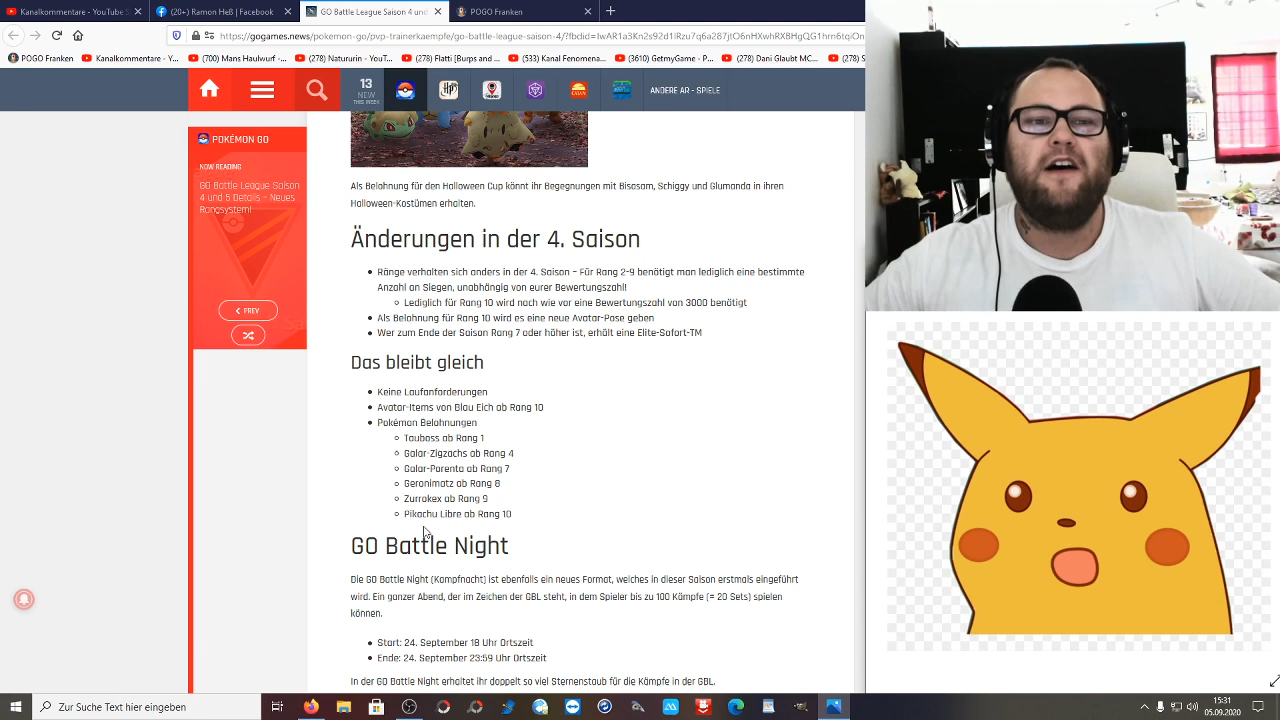 Kanalkommentare - YouTube S
(20+) Ramon Heß | Facebook
GO Battle League Saison 4 und
POGO Franken
https://gogames.news/pokemon-go/pvp-trainerkaempfe/go-battle-league-saison-4/
POGO Franken
Kanalkommentare - Y...
(700) Mans Haulwurf - ...
(278) Natururin - YouT...
(278) Flatti [Burps and ...
(533) Kanal Fenomena...
(3610) GetmyGame - P...
(278) Dani Glaubt MC...
(278) S
13
NEW
THIS WEEK
ANDERE AR - SPIELE
POKÉMON GO
NOW READING
GO Battle League Saison
4 und 5 Details – Neues
Rangsystem!
PREV
Als Belohnung für den Halloween Cup könnt ihr Begegnungen mit Bisasam, Schiggy und Glumanda in ihren
Halloween-Kostümen erhalten.
Änderungen in der 4. Saison
Ränge verhalten sich anders in der 4. Saison – Für Rang 2-9 benötigt man lediglich eine bestimmte
Anzahl an Siegen, unabhängig von eurer Bewertungszahl!
Lediglich für Rang 10 wird noch wie vor eine Bewertungszahl von 3000 benötigt
Als Belohnung für Rang 10 wird es eine neue Avatar-Pose geben
Wer zum Ende der Saison Rang 7 oder höher ist, erhält eine Elite-Sofort-TM
Das bleibt gleich
Keine Laufanforderungen
Avatar-Items von Blau Eich ab Rang 10
Pokémon Belohnungen
Tauboss ab Rang 1
Galar-Zigzachs ab Rang 4
Galar-Porenta ab Rang 7
Geronimatz ab Rang 8
Zurrokex ab Rang 9
Pikachu Libre ab Rang 10
GO Battle Night
Die GO Battle Night (Kampfnacht) ist ebenfalls ein neues Format, welches in dieser Saison erstmals eingeführt
wird. Ein ganzer Abend, der im Zeichen der GBL steht, in dem Spieler bis zu 100 Kämpfe (= 20 Sets) spielen
können.
Start: 24. September 18 Uhr Ortszeit
Ende: 24. September 23:59 Uhr Ortszeit
In der GO Battle Night erhaltet ihr doppelt so viel Sternenstaub für die Kämpfe in der GBL.
Zur Suche Text hier eingeben
15:31
05.09.2020